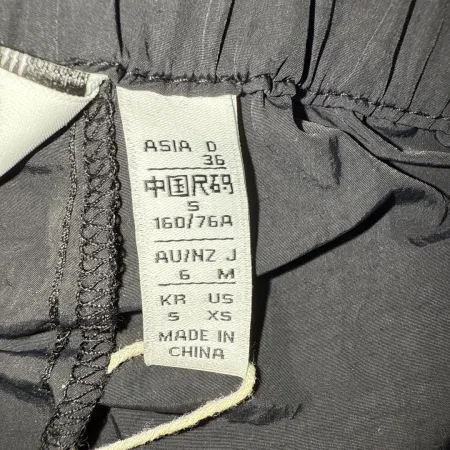 ASIA D
36
中国尺码
S
160/76A
AU/NZ J
6 M
KR US
S XS
MADE IN
CHINA